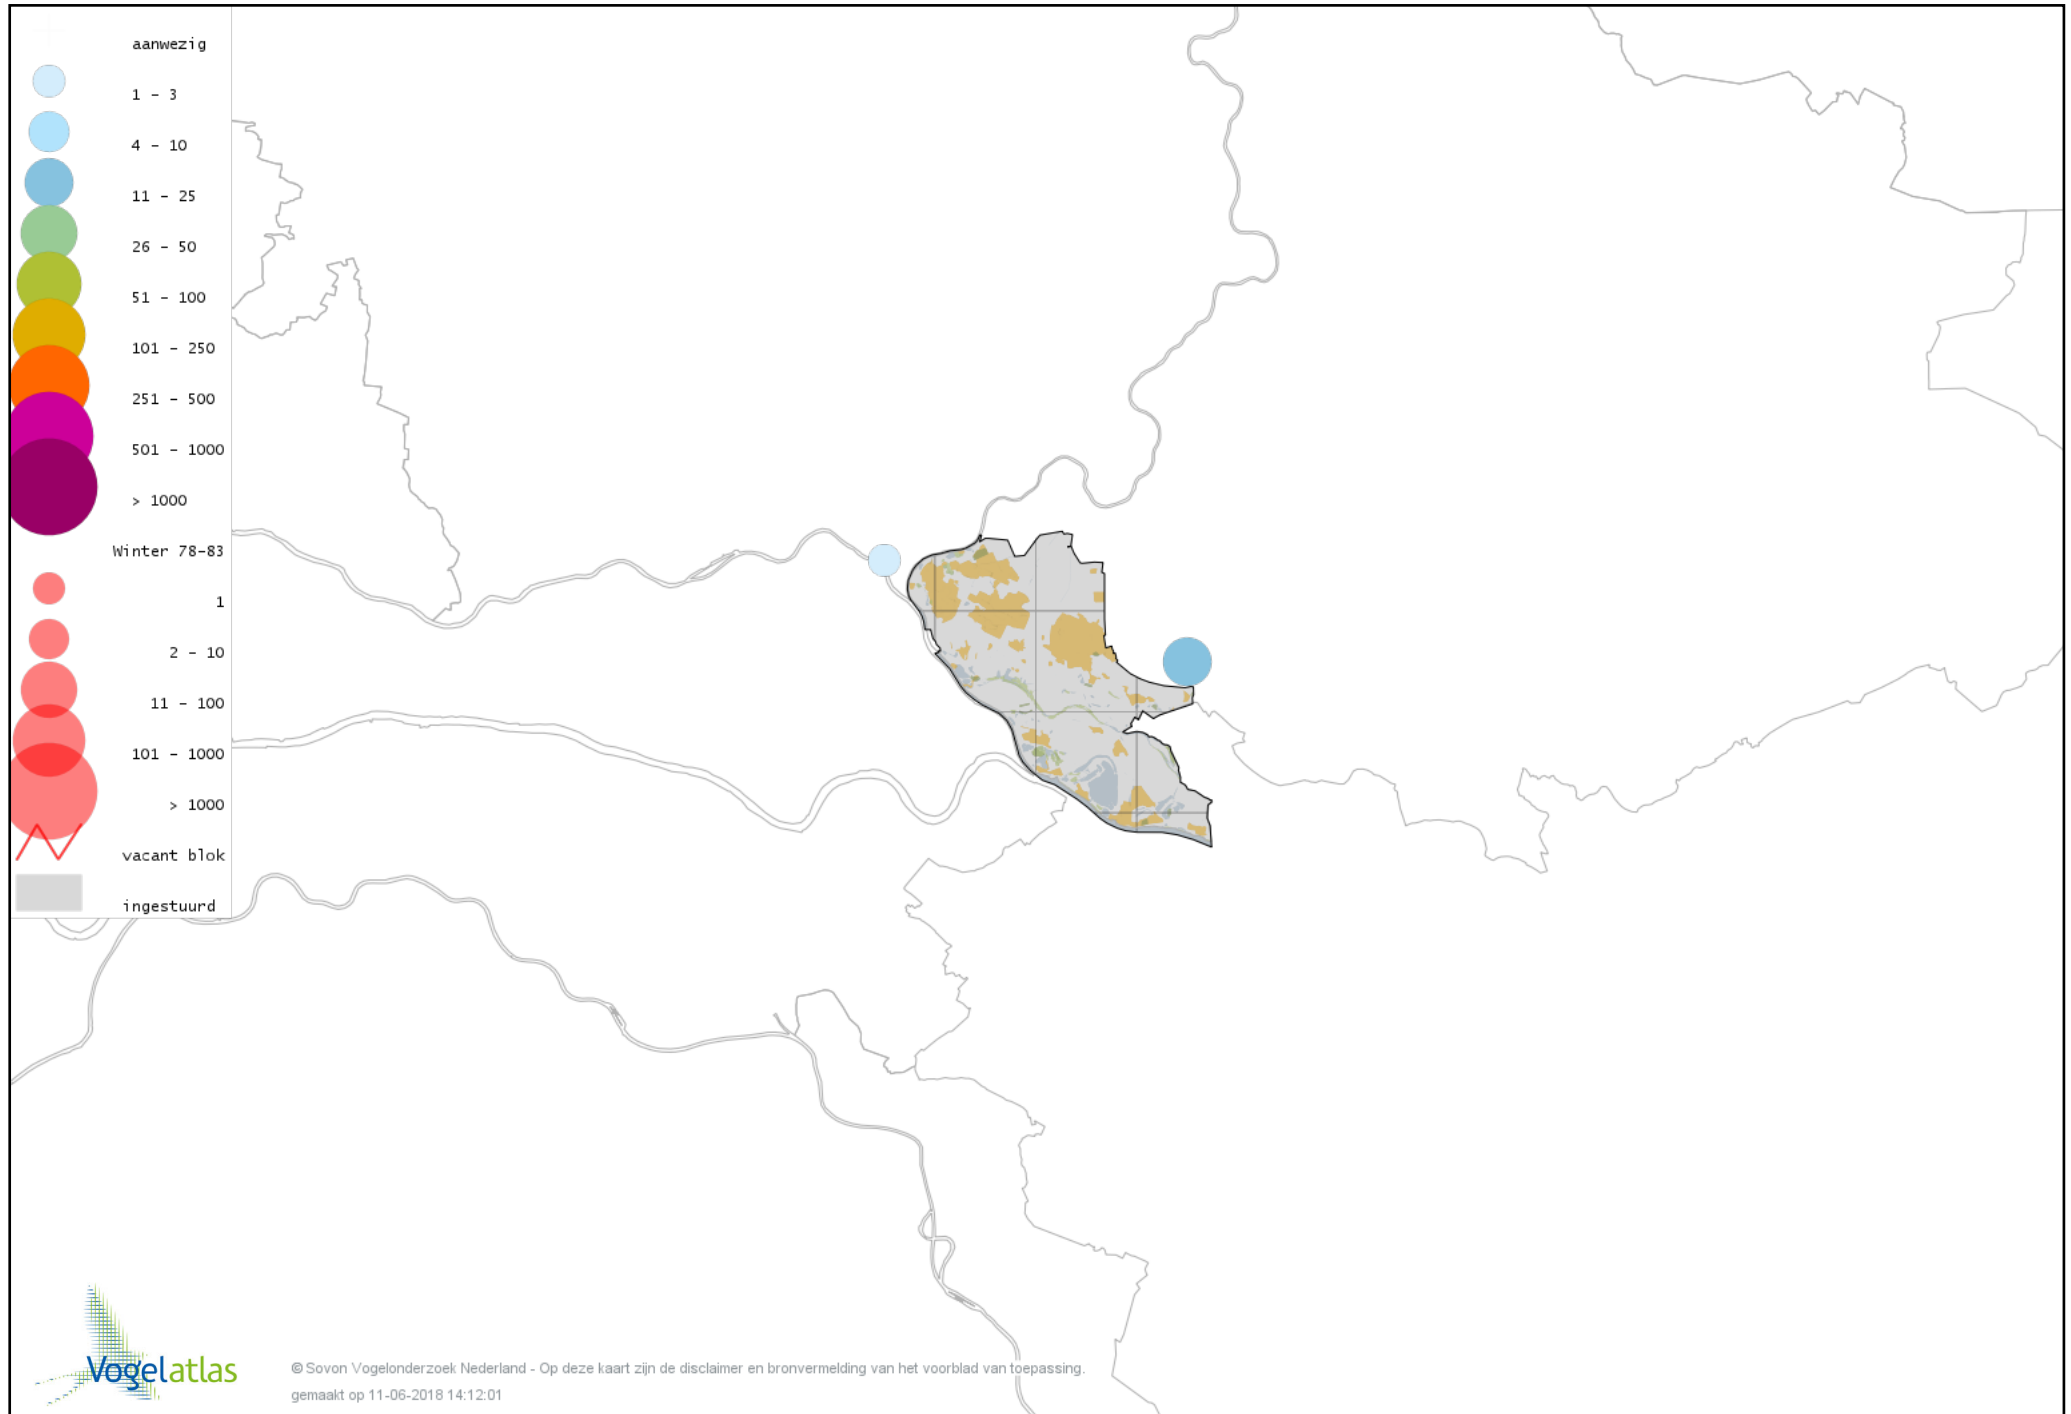 aanwezig
1 - 3
4 - 10
11 - 25
26 - 50
51 - 100
101 - 250
251 - 500
501 - 1000
> 1000
Winter 78-83
1
2 - 10
11 - 100
101 - 1000
> 1000
vacant blok
ingestuurd
Vogelatlas
© Sovon Vogelonderzoek Nederland - Op deze kaart zijn de disclaimer en bronvermelding van het voorblad van toepassing.
gemaakt op 11-06-2018 14:12:01